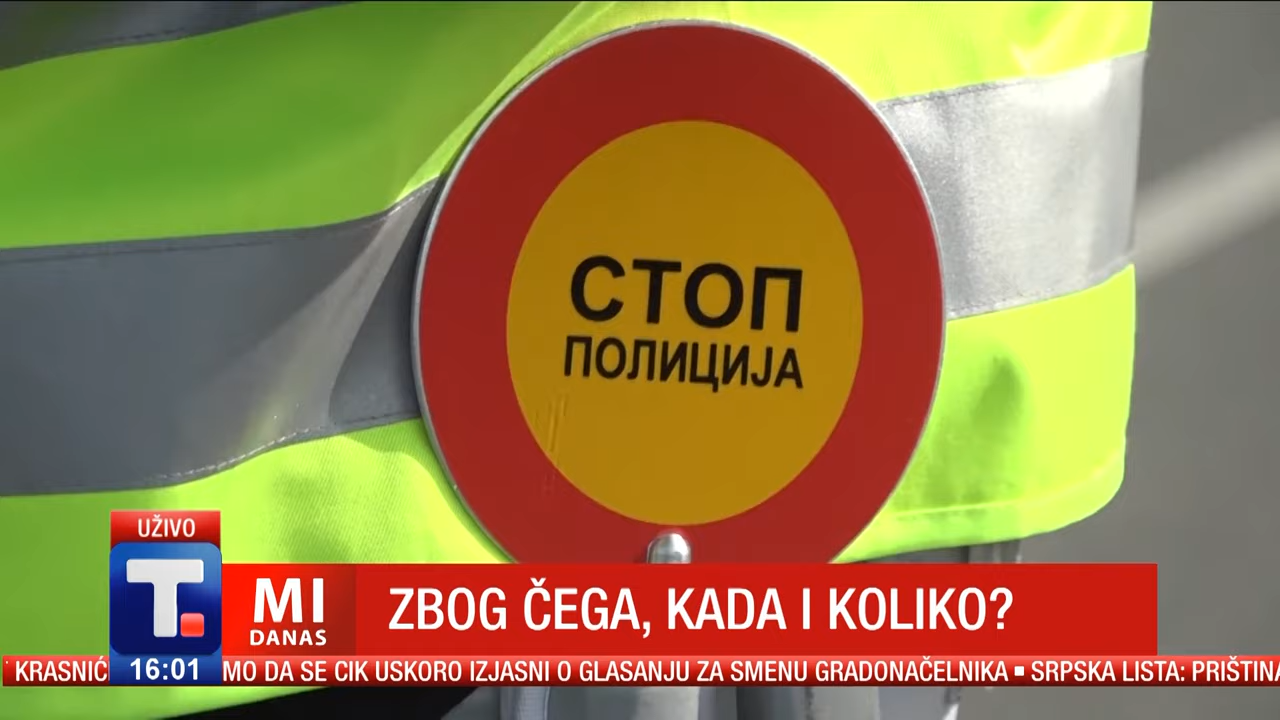 СТОП
ПОЛИЦИЈА
UŽIVO
T.
MI
DANAS
ZBOG ČEGA, KADA I KOLIKO?
16:01
KRASNIĆ
MO DA SE CIK USKORO IZJASNI O GLASANJU ZA SMENU GRADONAČELNIKA ▪ SRPSKA LISTA: PRIŠTINA